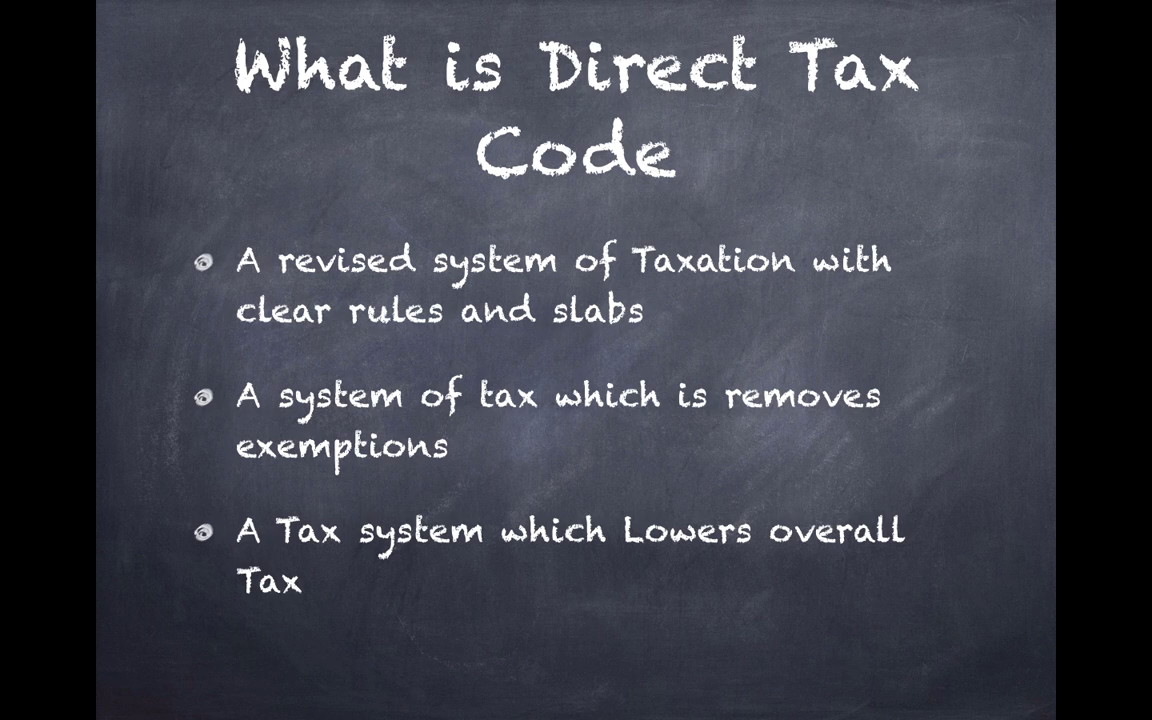 What is Direct Tax
Code
A revised system of Taxation with
clear rules and slabs
A system of tax which is removes
exemptions
A Tax system which Lowers overall
Tax